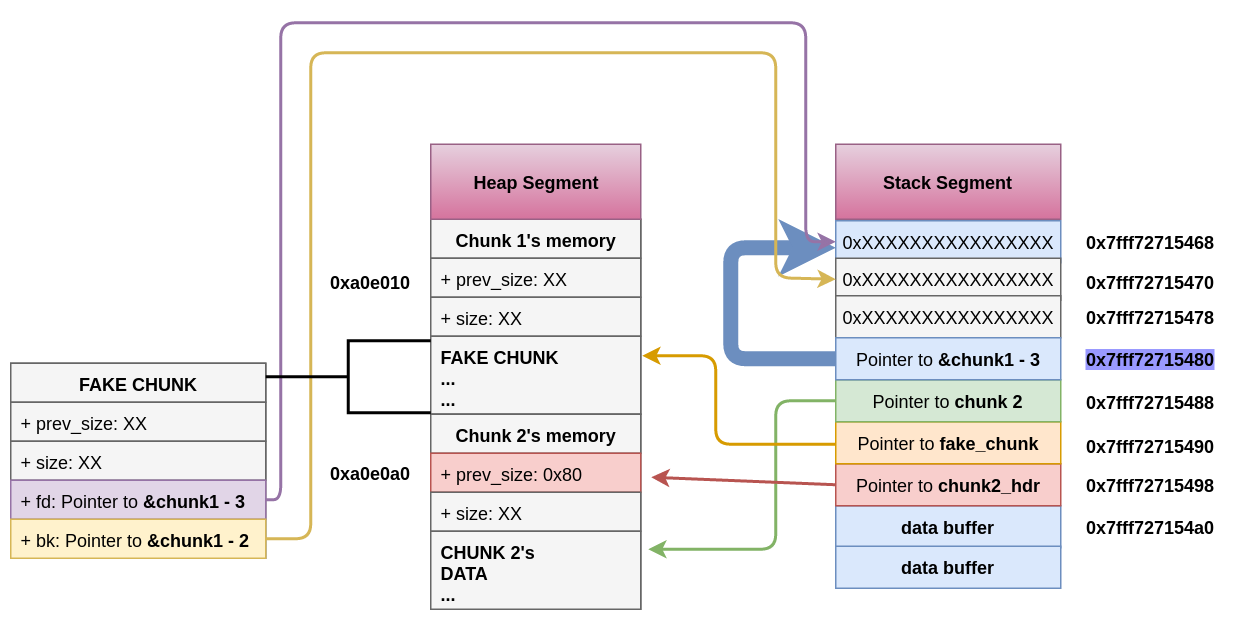 Heap Segment
Chunk 1's memory
0xa0e010
+ prev_size: XX
+ size: XX
FAKE CHUNK
...
...
Chunk 2's memory
0xa0e0a0
+ prev_size: 0x80
+ size: XX
CHUNK 2's
DATA
...
FAKE CHUNK
+ prev_size: XX
+ size: XX
+ fd: Pointer to &chunk1 - 3
+ bk: Pointer to &chunk1 - 2
Stack Segment
0xXXXXXXXXXXXXXXXX 0x7fff72715468
0xXXXXXXXXXXXXXXXX 0x7fff72715470
0xXXXXXXXXXXXXXXXX 0x7fff72715478
Pointer to &chunk1 - 3 0x7fff72715480
Pointer to chunk 2 0x7fff72715488
Pointer to fake_chunk 0x7fff72715490
Pointer to chunk2_hdr 0x7fff72715498
data buffer 0x7fff727154a0
data buffer